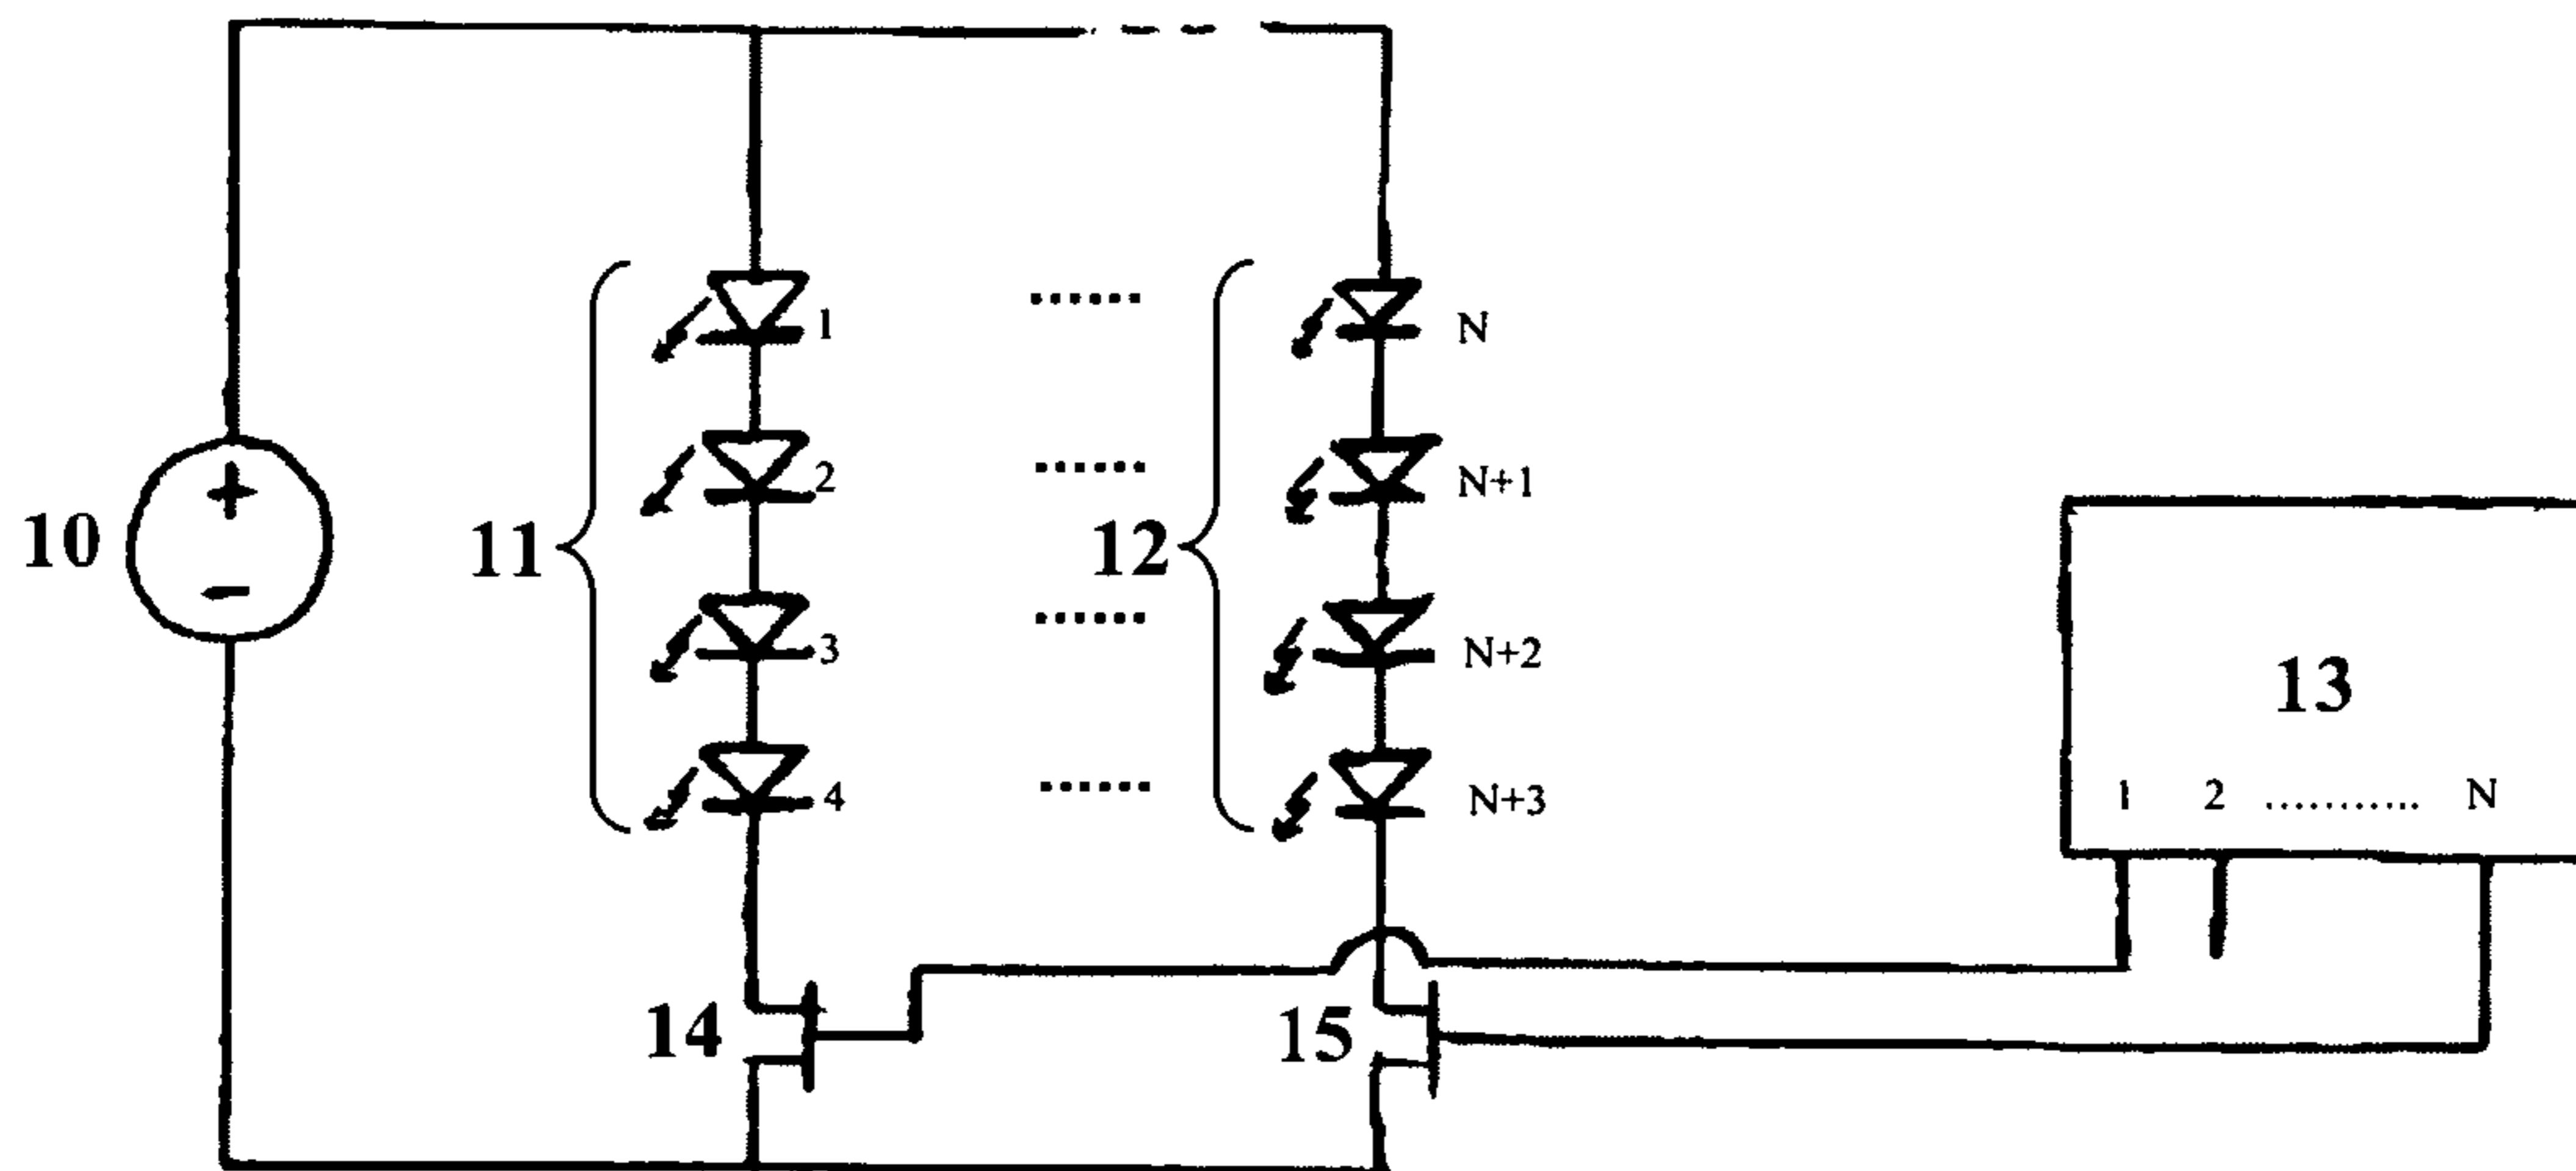 1 N
+ 2 N+1
10 11 12
−
3 N+2
13
4 N+3 1 2 ........... N
14 15